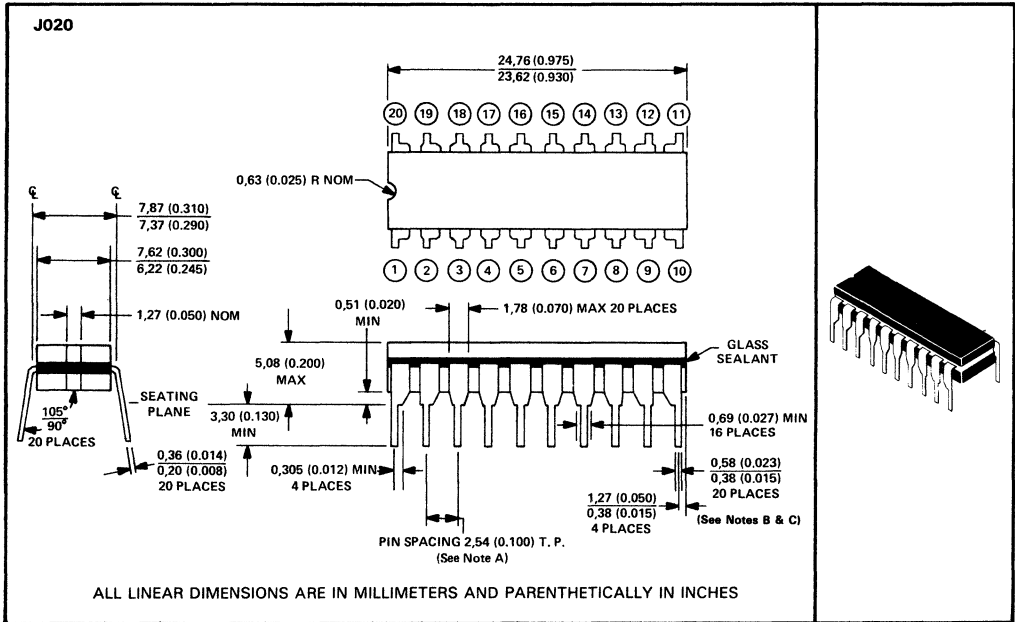 J020
24,76 (0.975)
23,62 (0.930)
20 19 18 17 16 15 14 13 12 11
0,63 (0.025) R NOM
℄ ℄
7,87 (0.310)
7,37 (0.290)
7,62 (0.300)
6,22 (0.245)
1 2 3 4 5 6 7 8 9 10
1,27 (0.050) NOM
0,51 (0.020)
MIN
1,78 (0.070) MAX 20 PLACES
5,08 (0.200)
MAX
GLASS
SEALANT
SEATING
PLANE
3,30 (0.130)
MIN
105°
90°
20 PLACES
0,69 (0.027) MIN
16 PLACES
0,36 (0.014)
0,20 (0.008)
20 PLACES
0,305 (0.012) MIN
4 PLACES
0,58 (0.023)
0,38 (0.015)
20 PLACES
1,27 (0.050)
0,38 (0.015)
4 PLACES
(See Notes B & C)
PIN SPACING 2,54 (0.100) T. P.
(See Note A)
ALL LINEAR DIMENSIONS ARE IN MILLIMETERS AND PARENTHETICALLY IN INCHES